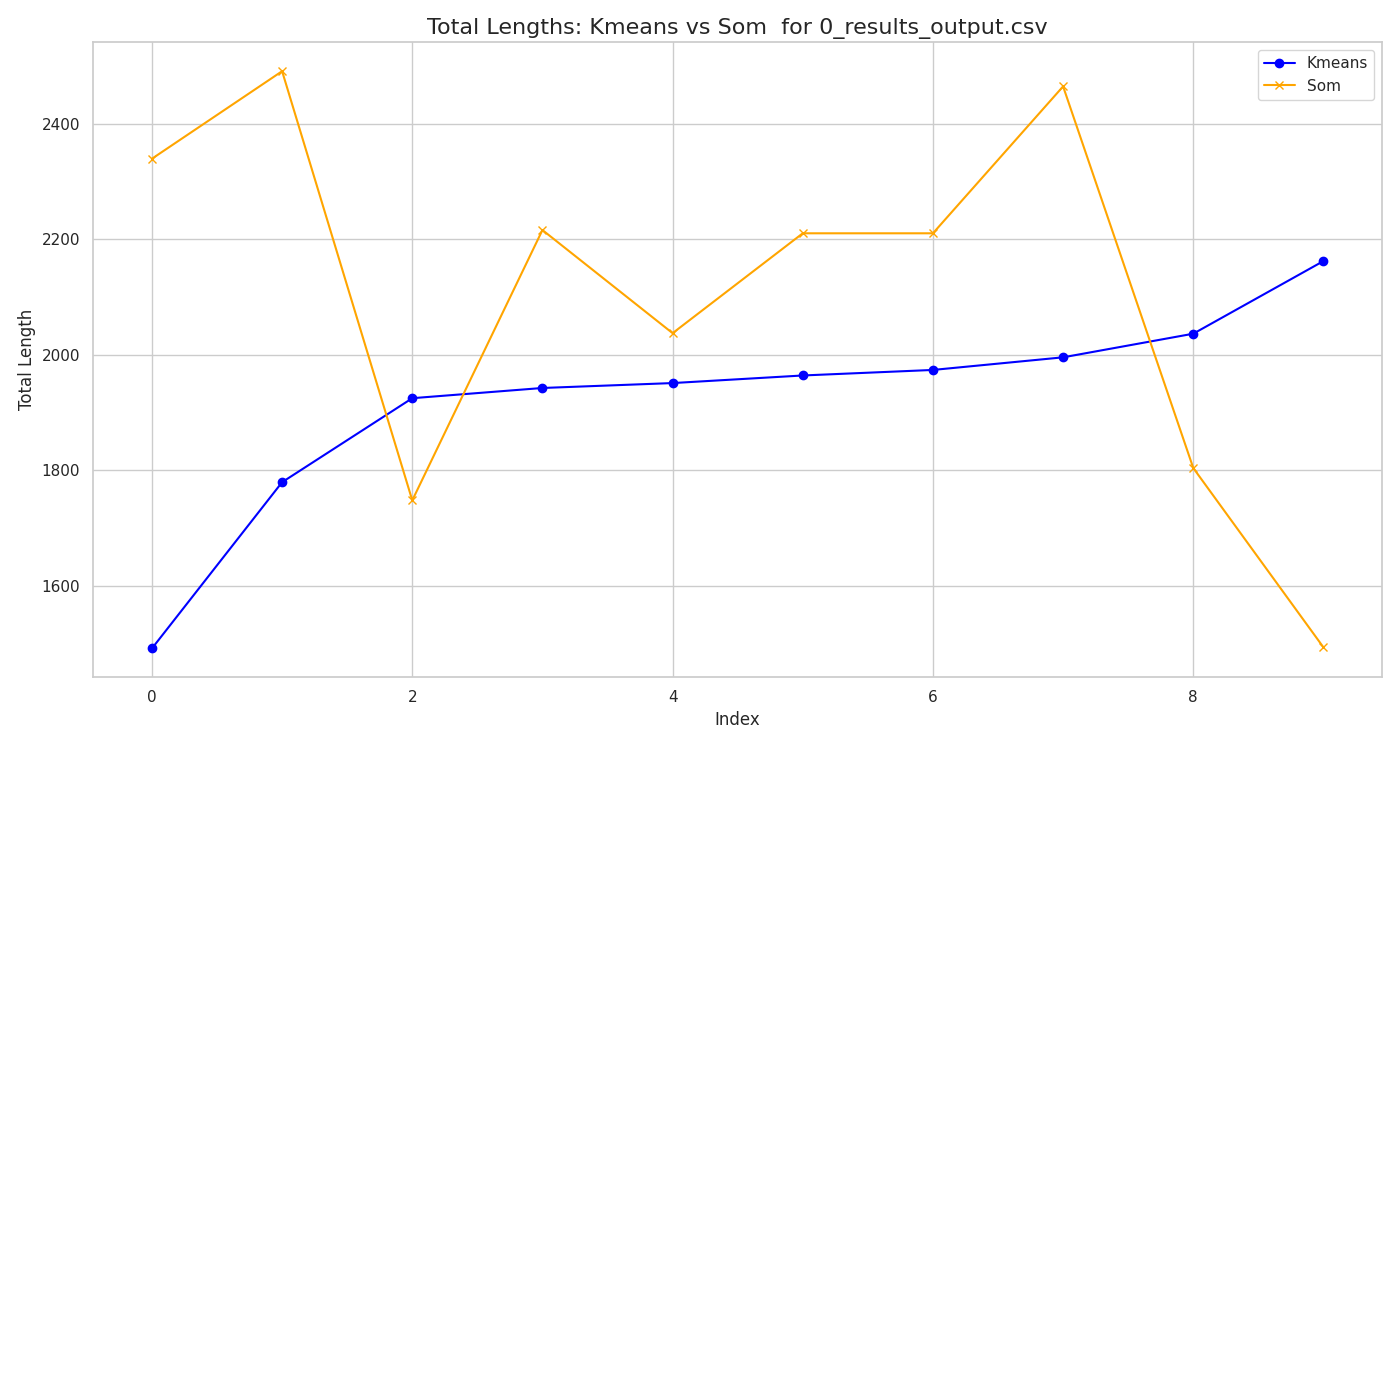 Total Lengths: Kmeans vs Som  for 0_results_output.csv
Kmeans
Som
2400
2200
2000
1800
1600
Total Length
0 2 4 6 8
Index